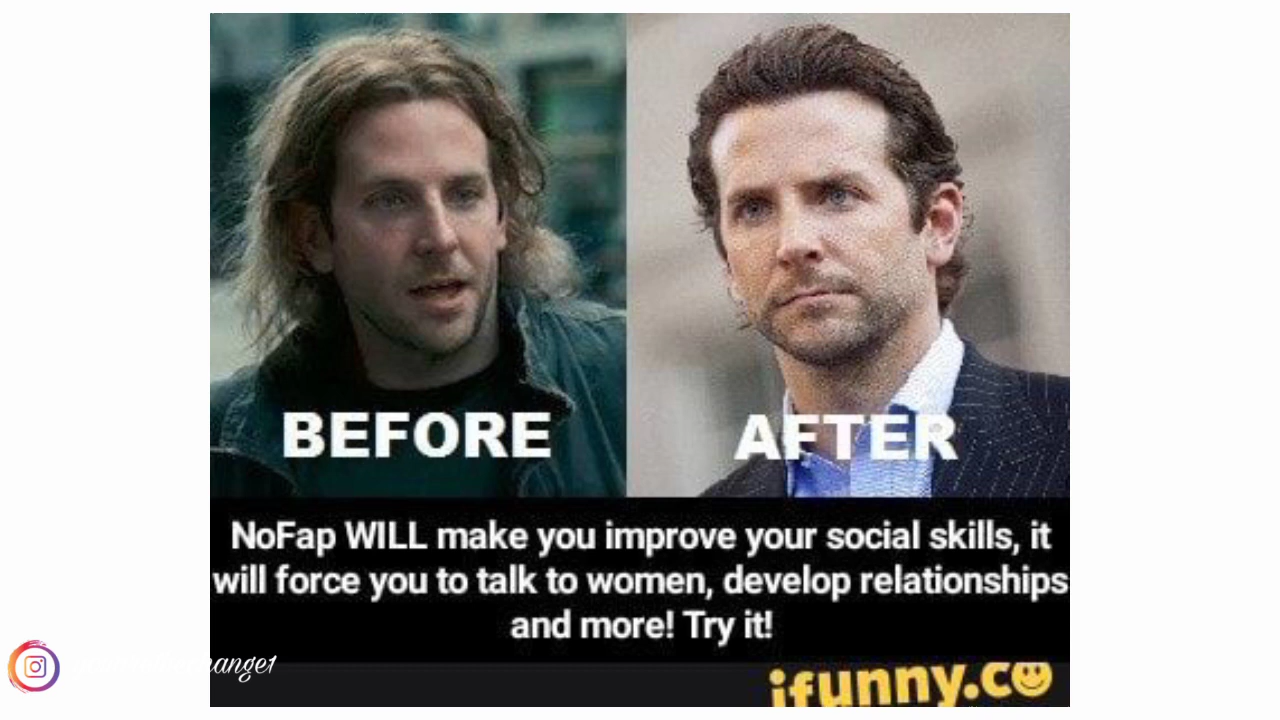 BEFORE
AFTER
NoFap WILL make you improve your social skills, it
will force you to talk to women, develop relationships
and more! Try it!
ifunny.co